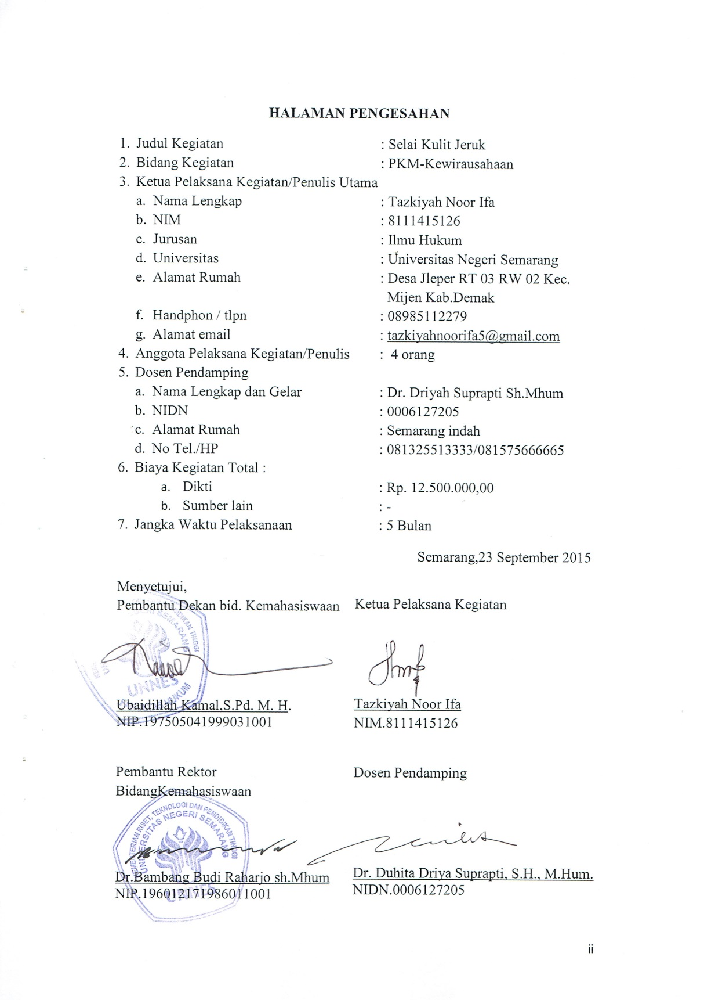 HALAMAN PENGESAHAN
1. Judul Kegiatan : Selai Kulit Jeruk
2. Bidang Kegiatan : PKM-Kewirausahaan
3. Ketua Pelaksana Kegiatan/Penulis Utama
a. Nama Lengkap : Tazkiyah Noor Ifa
b. NIM : 8111415126
c. Jurusan : Ilmu Hukum
d. Universitas : Universitas Negeri Semarang
e. Alamat Rumah : Desa Jleper RT 03 RW 02 Kec.
Mijen Kab.Demak
f. Handphon / tlpn : 08985112279
g. Alamat email : tazkiyahnoorifa5@gmail.com
4. Anggota Pelaksana Kegiatan/Penulis : 4 orang
5. Dosen Pendamping
a. Nama Lengkap dan Gelar : Dr. Driyah Suprapti Sh.Mhum
b. NIDN : 0006127205
c. Alamat Rumah : Semarang indah
d. No Tel./HP : 081325513333/081575666665
6. Biaya Kegiatan Total :
a. Dikti : Rp. 12.500.000,00
b. Sumber lain : -
7. Jangka Waktu Pelaksanaan : 5 Bulan
Semarang,23 September 2015
Menyetujui,
Pembantu Dekan bid. Kemahasiswaan Ketua Pelaksana Kegiatan
UNNES
Ubaidillah Kamal,S.Pd. M. H. Tazkiyah Noor Ifa
NIP.197505041999031001 NIM.8111415126
Pembantu Rektor Dosen Pendamping
BidangKemahasiswaan
RISET, TEKNOLOGI DAN PENDIDIKAN TINGGI
UNIVERSITAS NEGERI SEMARANG
Dr.Bambang Budi Raharjo sh.Mhum Dr. Duhita Driya Suprapti, S.H., M.Hum.
NIP.196012171986011001 NIDN.0006127205
UNNES
ii